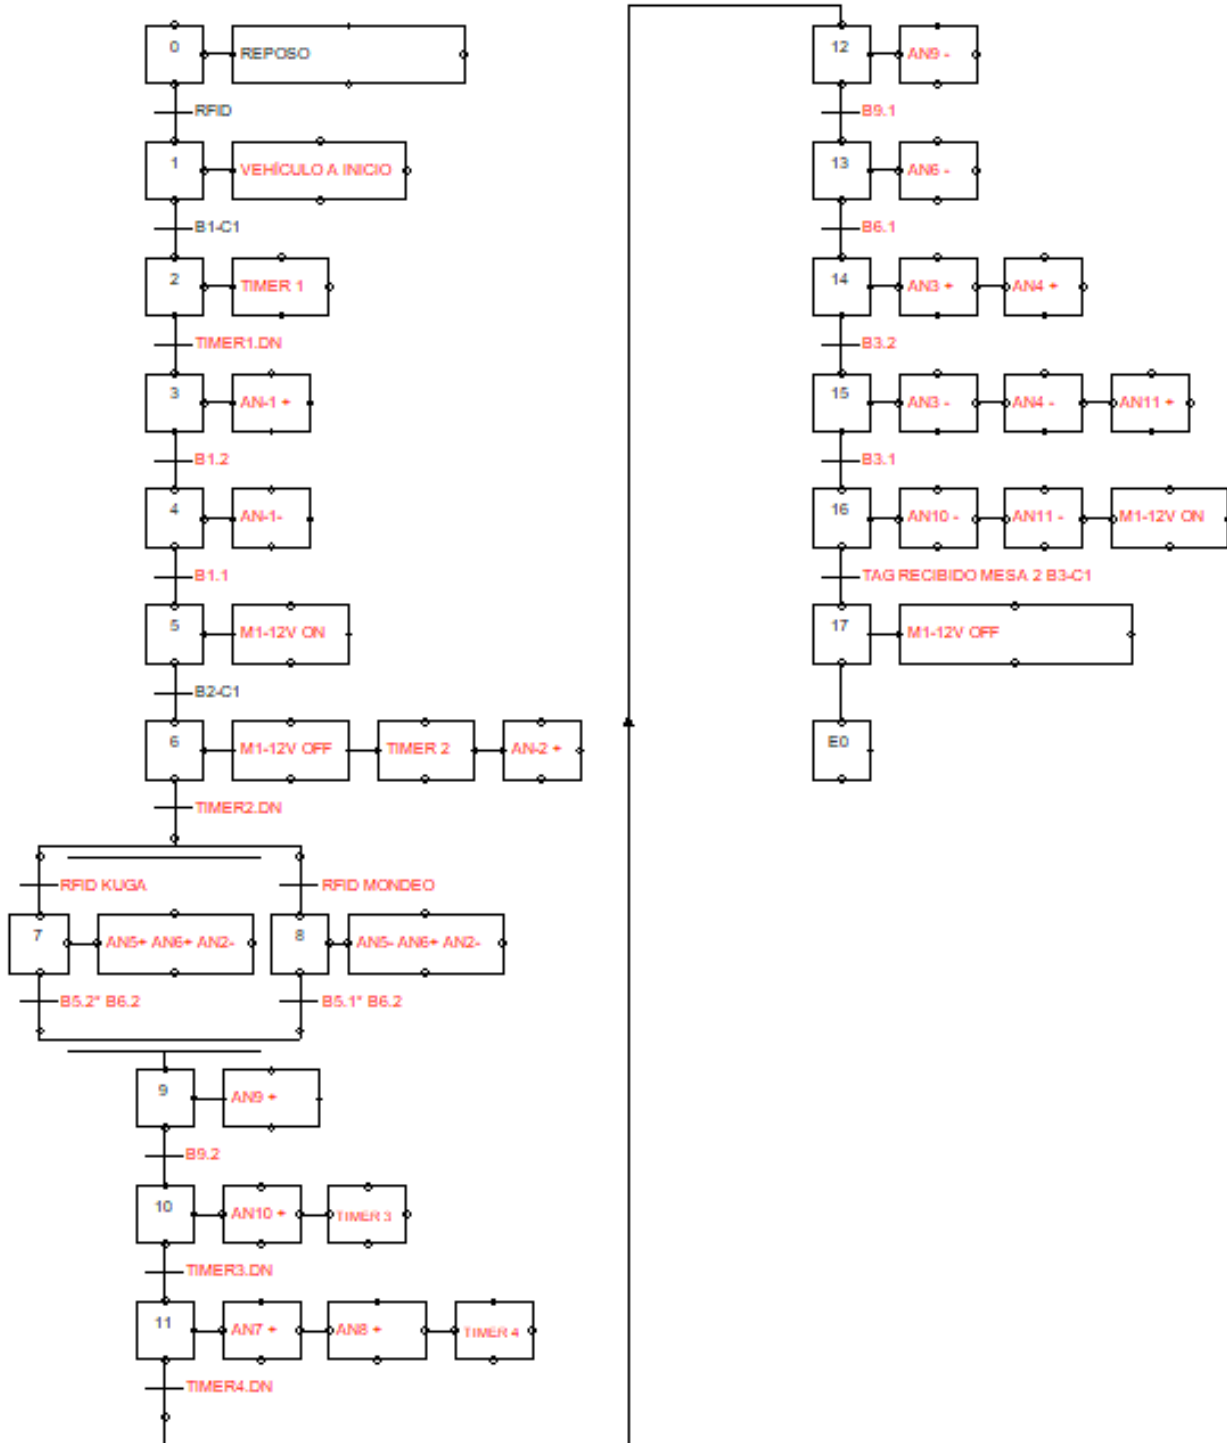 0
REPOSO
RFID
1
VEHÍCULO A INICIO
B1-C1
2
TIMER 1
TIMER1.DN
3
AN-1 +
B1.2
4
AN-1-
B1.1
5
M1-12V ON
B2-C1
6
M1-12V OFF
TIMER 2
AN-2 +
TIMER2.DN
RFID KUGA
RFID MONDEO
7
AN5+ AN6+ AN2-
8
AN5- AN6+ AN2-
B5.2* B6.2
B5.1* B6.2
9
AN9 +
B9.2
10
AN10 +
TIMER 3
TIMER3.DN
11
AN7 +
AN8 +
TIMER 4
TIMER4.DN
12
AN9 -
B9.1
13
AN6 -
B6.1
14
AN3 +
AN4 +
B3.2
15
AN3 -
AN4 -
AN11 +
B3.1
16
AN10 -
AN11 -
M1-12V ON
TAG RECIBIDO MESA 2 B3-C1
17
M1-12V OFF
E0